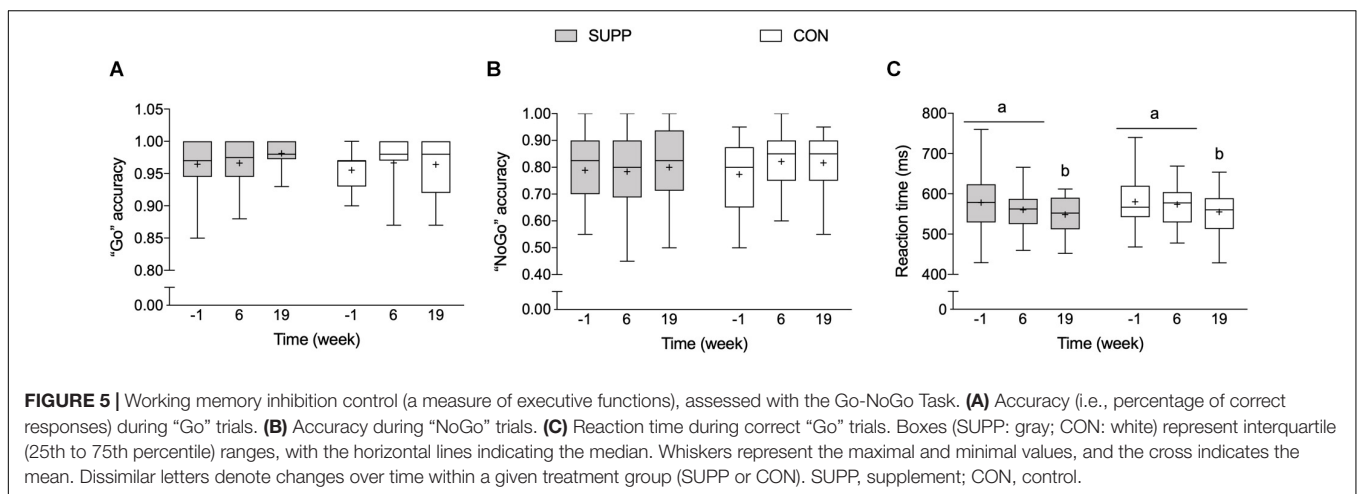 SUPP CON
A
"Go" accuracy
1.05
1.00
0.95
0.90
0.85
0.80
0.00
-1 6 19 -1 6 19
Time (week)
B
"NoGo" accuracy
1.00
0.90
0.80
0.70
0.60
0.50
0.40
0.00
-1 6 19 -1 6 19
Time (week)
C
Reaction time (ms)
800
700
600
500
400
0
a a
b b
-1 6 19 -1 6 19
Time (week)
FIGURE 5 | Working memory inhibition control (a measure of executive functions), assessed with the Go-NoGo Task. (A) Accuracy (i.e., percentage of correct
responses) during “Go” trials. (B) Accuracy during “NoGo” trials. (C) Reaction time during correct “Go” trials. Boxes (SUPP: gray; CON: white) represent interquartile
(25th to 75th percentile) ranges, with the horizontal lines indicating the median. Whiskers represent the maximal and minimal values, and the cross indicates the
mean. Dissimilar letters denote changes over time within a given treatment group (SUPP or CON). SUPP, supplement; CON, control.